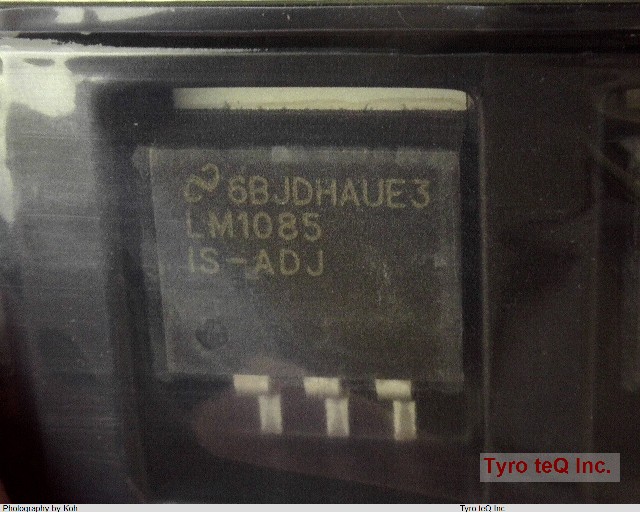 6BJDHAUE3
LM1085
IS-ADJ
Tyro teQ Inc.
Photography by Koh
Tyro teQ Inc